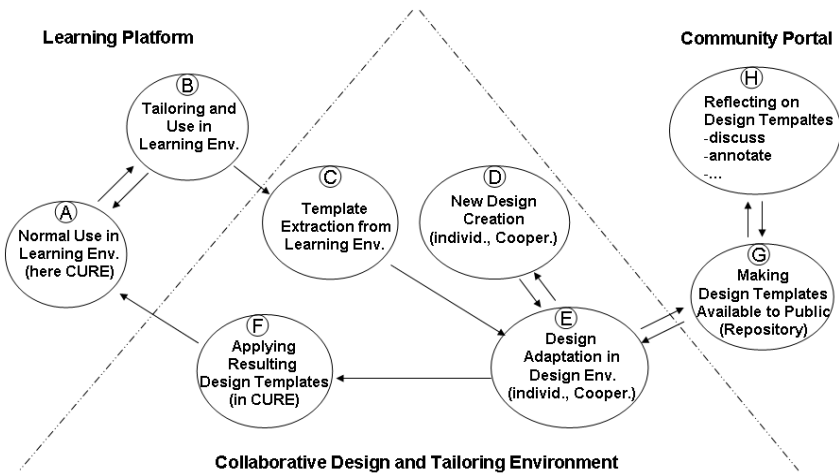 Learning Platform
Community Portal
B
Tailoring and
Use in
Learning Env.
H
Reflecting on
Design Tempaltes
-discuss
-annotate
-...
A
Normal Use in
Learning Env.
(here CURE)
C
Template
Extraction from
Learning Env.
D
New Design
Creation
(individ., Cooper.)
G
Making
Design Templates
Available to Public
(Repository)
F
Applying
Resulting
Design Templates
(in CURE)
E
Design
Adaptation in
Design Env.
(individ., Cooper.)
Collaborative Design and Tailoring Environment